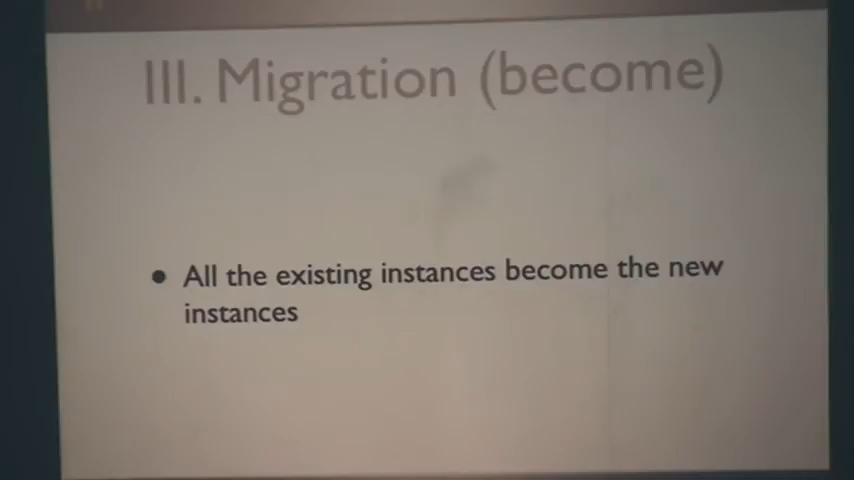 III. Migration (become)
• All the existing instances become the new
instances